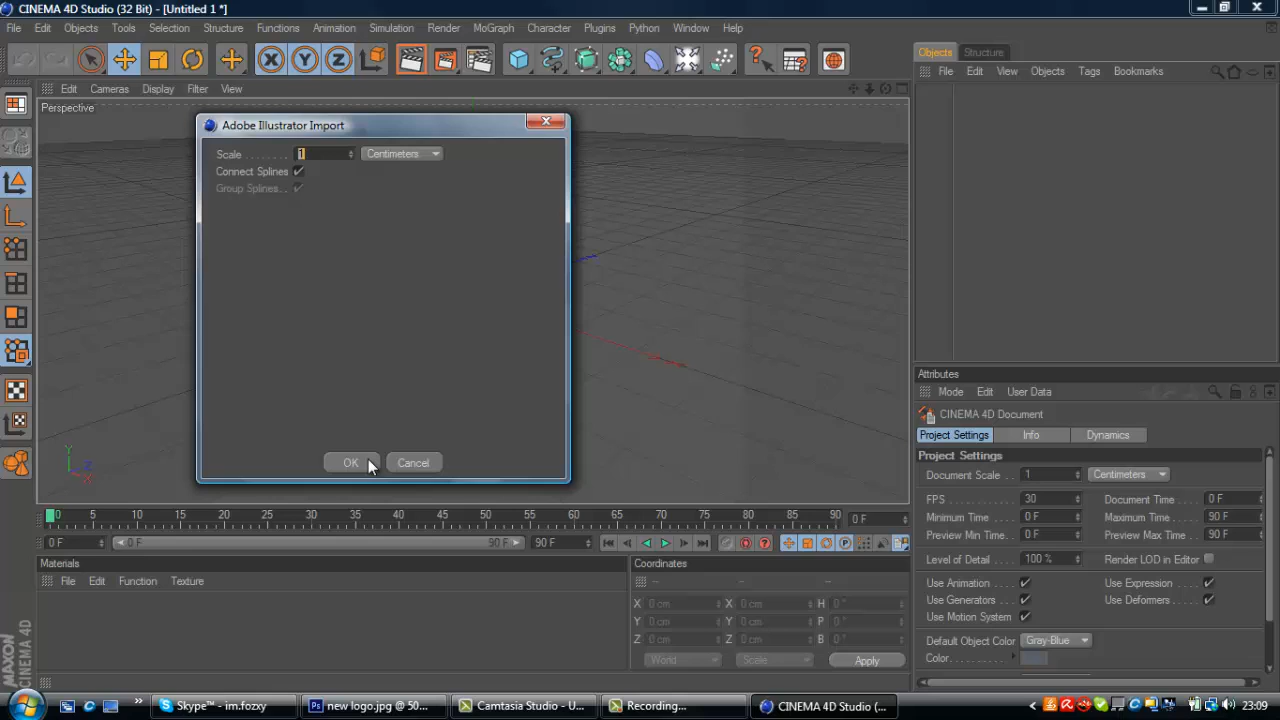 CINEMA 4D Studio (32 Bit) - [Untitled 1 *]
File Edit Objects Tools Selection Functions Structure Animation Simulation Render MoGraph Character Plugins Python Window Help
X Y Z
Objects Structure
File Edit View Objects Tags Bookmarks
Edit Cameras Display Filter View
Perspective
Adobe Illustrator Import
Scale . . . . . . . . 1 Centimeters
Connect Splines
Group Splines. .
OK Cancel
Y Z X
Attributes
Mode Edit User Data
CINEMA 4D Document
Project Settings Info Dynamics
Project Settings
Document Scale . 1 Centimeters
FPS . . . . . . . . . . 30 Document Time . . 0 F
Minimum Time . . 0 F Maximum Time . . 90 F
Preview Min Time . 0 F Preview Max Time . 90 F
Level of Detail . . . 100 % Render LOD in Editor
Use Animation . . . Use Expression . .
Use Generators . . Use Deformers . .
Use Motion System
Default Object Color Gray-Blue
Color. . . . . . . . .
0 5 10 15 20 25 30 35 40 45 50 55 60 65 70 75 80 85 90 0 F
0 F 0 F 90 F 90 F
Materials
File Edit Function Texture
Coordinates
-- -- --
X 0 cm X 0 cm H 0 °
Y 0 cm Y 0 cm P 0 °
Z 0 cm Z 0 cm B 0 °
World Scale Apply
MAXON CINEMA 4D
Skype™ - im.fozxy new logo.jpg @ 50... Camtasia Studio - U... Recording... CINEMA 4D Studio (... 23:09